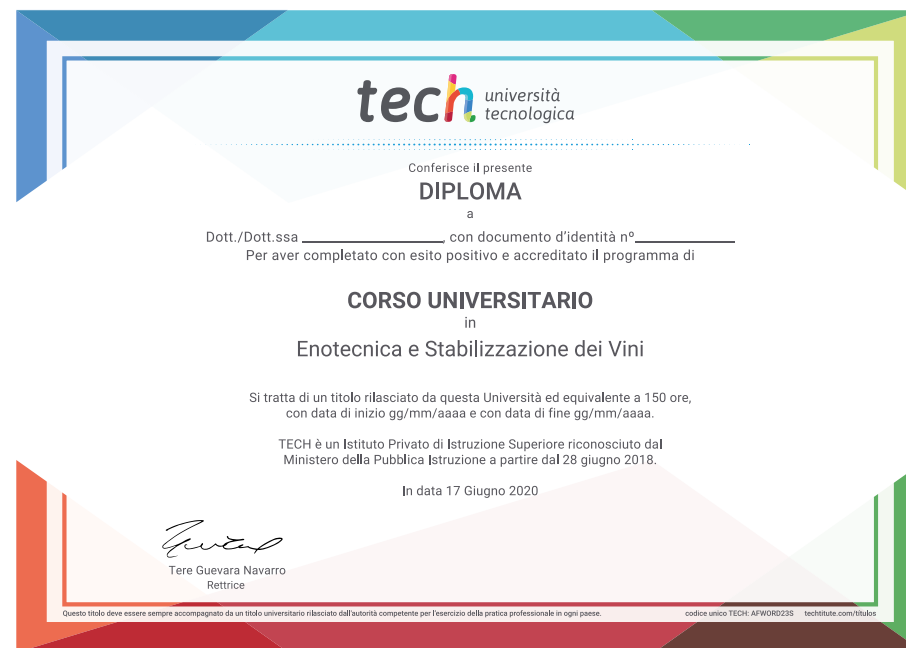 tech università
tecnologica
Conferisce il presente
DIPLOMA
a
Dott./Dott.ssa ________________, con documento d'identità nº____________
Per aver completato con esito positivo e accreditato il programma di
CORSO UNIVERSITARIO
in
Enotecnica e Stabilizzazione dei Vini
Si tratta di un titolo rilasciato da questa Università ed equivalente a 150 ore,
con data di inizio gg/mm/aaaa e con data di fine gg/mm/aaaa.
TECH è un Istituto Privato di Istruzione Superiore riconosciuto dal
Ministero della Pubblica Istruzione a partire dal 28 giugno 2018.
In data 17 Giugno 2020
Tere Guevara Navarro
Rettrice
Questo titolo deve essere sempre accompagnato da un titolo universitario rilasciato dall'autorità competente per l'esercizio della pratica professionale in ogni paese. codice unico TECH: AFWORD23S techtitute.com/titulos